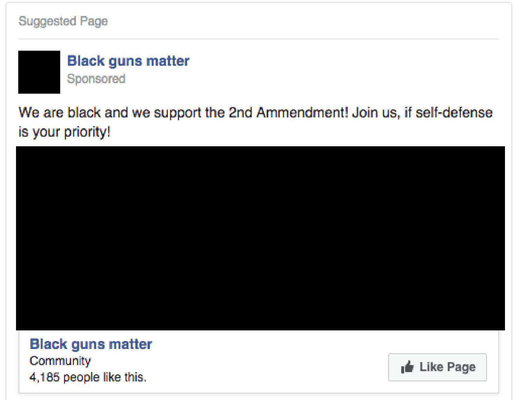 Suggested Page
Black guns matter
Sponsored
We are black and we support the 2nd Ammendment! Join us, if self-defense
is your priority!
Black guns matter
Community
4,185 people like this.
Like Page